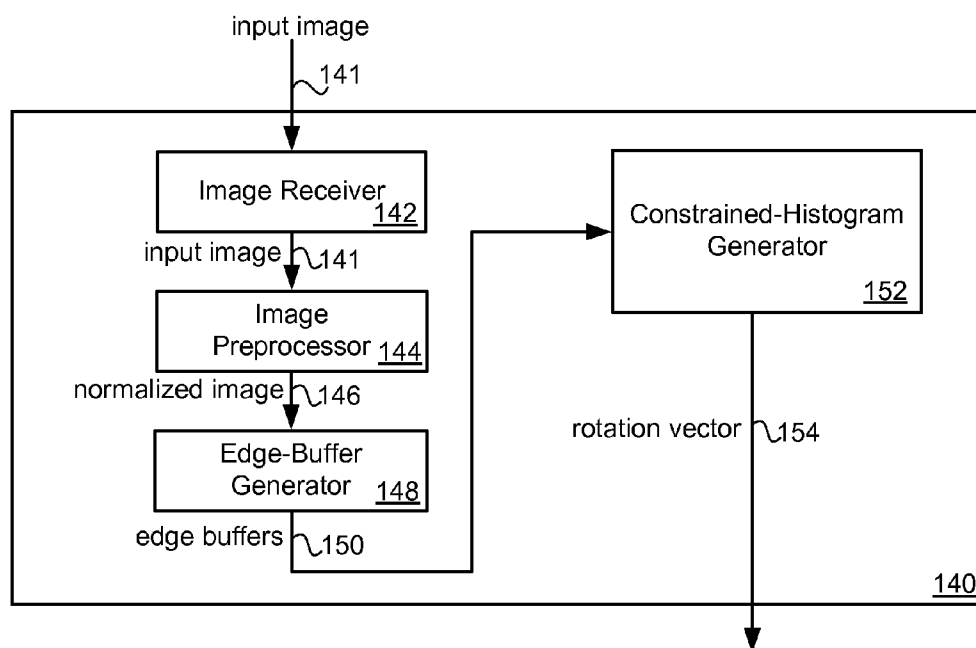 input image
141
Image Receiver
142
input image
141
Image
Preprocessor
144
normalized image
146
Edge-Buffer
Generator
148
edge buffers
150
Constrained-Histogram
Generator
152
rotation vector
154
140